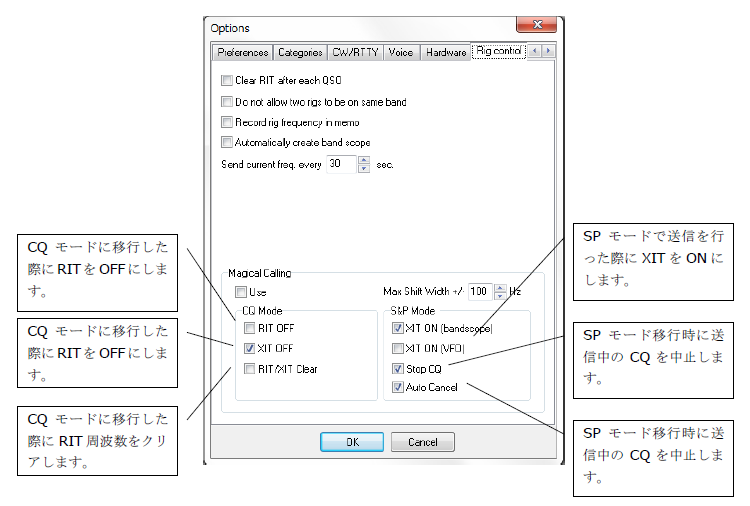 Options
Preferences Categories CW/RTTY Voice Hardware Rig control
Clear RIT after each QSO
Do not allow two rigs to be on same band
Record rig frequency in memo
Automatically create band scope
Send current freq. every 30 sec.
CQ モードに移行した
際に RITを OFF にしま
す。
CQ モードに移行した
際に RITを OFF にしま
す。
CQ モードに移行した
際に RIT 周波数をクリ
アします。
Magical Calling
Use
Max Shift Width +/- 100 Hz
CQ Mode
RIT OFF
XIT OFF
RIT/XIT Clear
S&P Mode
XIT ON (bandscope)
XIT ON (VFO)
Stop CQ
Auto Cancel
OK Cancel
SP モードで送信を行
った際に XIT を ON に
します。
SP モード移行時に送
信中の CQ を中止しま
す。
SP モード移行時に送
信中の CQ を中止しま
す。